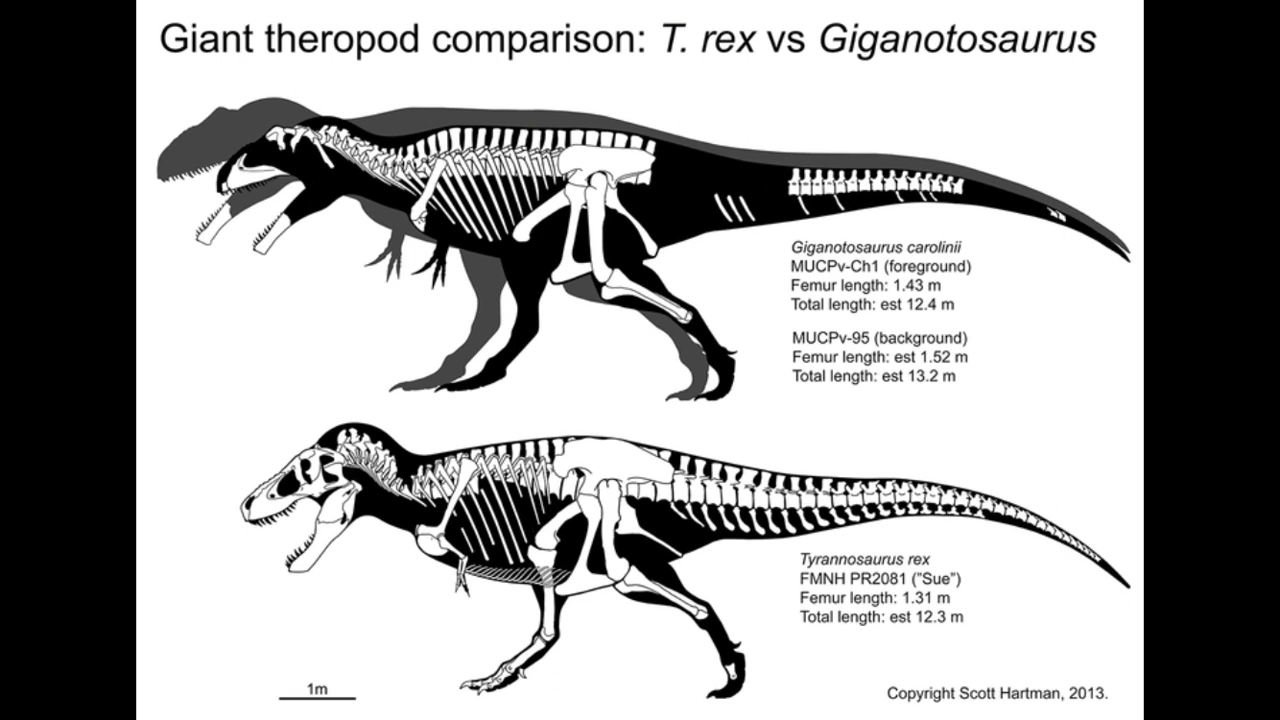 Giant theropod comparison: T. rex vs Giganotosaurus
Giganotosaurus carolinii
MUCPv-Ch1 (foreground)
Femur length: 1.43 m
Total length: est 12.4 m
MUCPv-95 (background)
Femur length: est 1.52 m
Total length: est 13.2 m
Tyrannosaurus rex
FMNH PR2081 ("Sue")
Femur length: 1.31 m
Total length: est 12.3 m
1m
Copyright Scott Hartman, 2013.